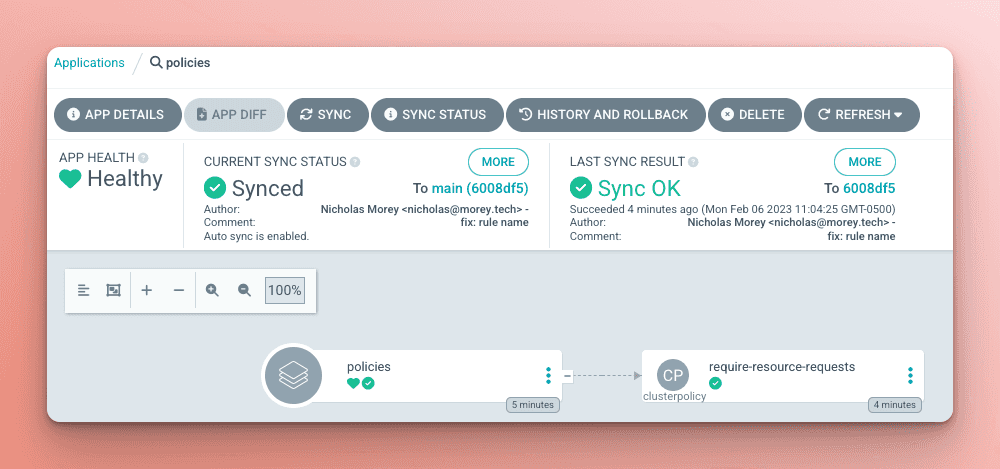 Applications / policies
APP DETAILS APP DIFF SYNC SYNC STATUS HISTORY AND ROLLBACK DELETE REFRESH
APP HEALTH
Healthy
CURRENT SYNC STATUS MORE
Synced To main (6008df5)
Author: Nicholas Morey <nicholas@morey.tech> -
Comment: fix: rule name
Auto sync is enabled.
LAST SYNC RESULT MORE
Sync OK To 6008df5
Succeeded 4 minutes ago (Mon Feb 06 2023 11:04:25 GMT-0500)
Author: Nicholas Morey <nicholas@morey.tech> -
Comment: fix: rule name
100%
policies
5 minutes
CP
clusterpolicy
require-resource-requests
4 minutes